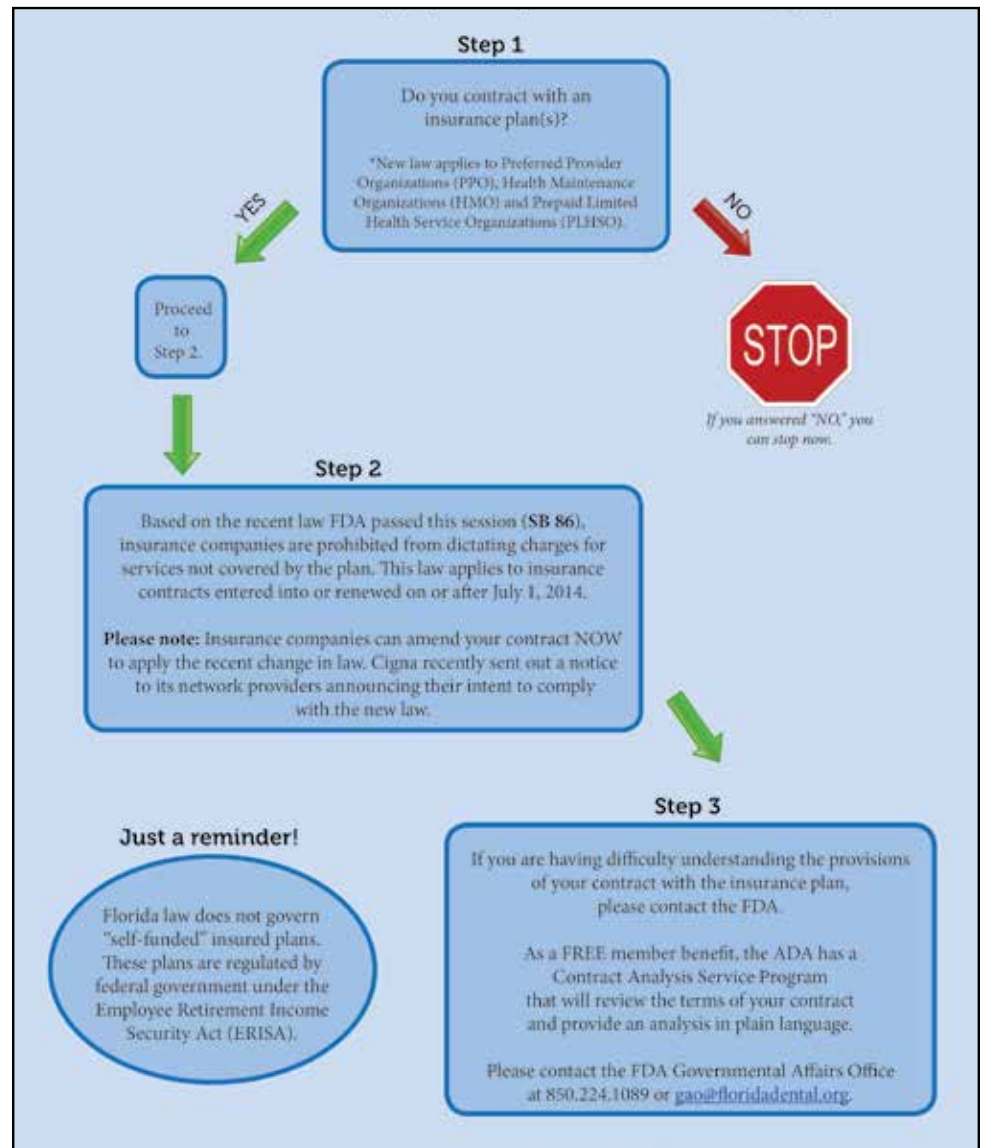 Step 1
Do you contract with an
insurance plan(s)?
*New law applies to Preferred Provider
Organizations (PPO), Health Maintenance
Organizations (HMO) and Prepaid Limited
Health Service Organizations (PLHSO).
YES
NO
Proceed
to
Step 2.
STOP
If you answered "NO," you
can stop now.
Step 2
Based on the recent law FDA passed this session (SB 86),
insurance companies are prohibited from dictating charges for
services not covered by the plan. This law applies to insurance
contracts entered into or renewed on or after July 1, 2014.
Please note: Insurance companies can amend your contract NOW
to apply the recent change in law. Cigna recently sent out a notice
to its network providers announcing their intent to comply
with the new law.
Step 3
If you are having difficulty understanding the provisions
of your contract with the insurance plan,
please contact the FDA.
As a FREE member benefit, the ADA has a
Contract Analysis Service Program
that will review the terms of your contract
and provide an analysis in plain language.
Please contact the FDA Governmental Affairs Office
at 850.224.1089 or gao@floridadental.org.
Just a reminder!
Florida law does not govern
"self-funded" insured plans.
These plans are regulated by
federal government under the
Employee Retirement Income
Security Act (ERISA).